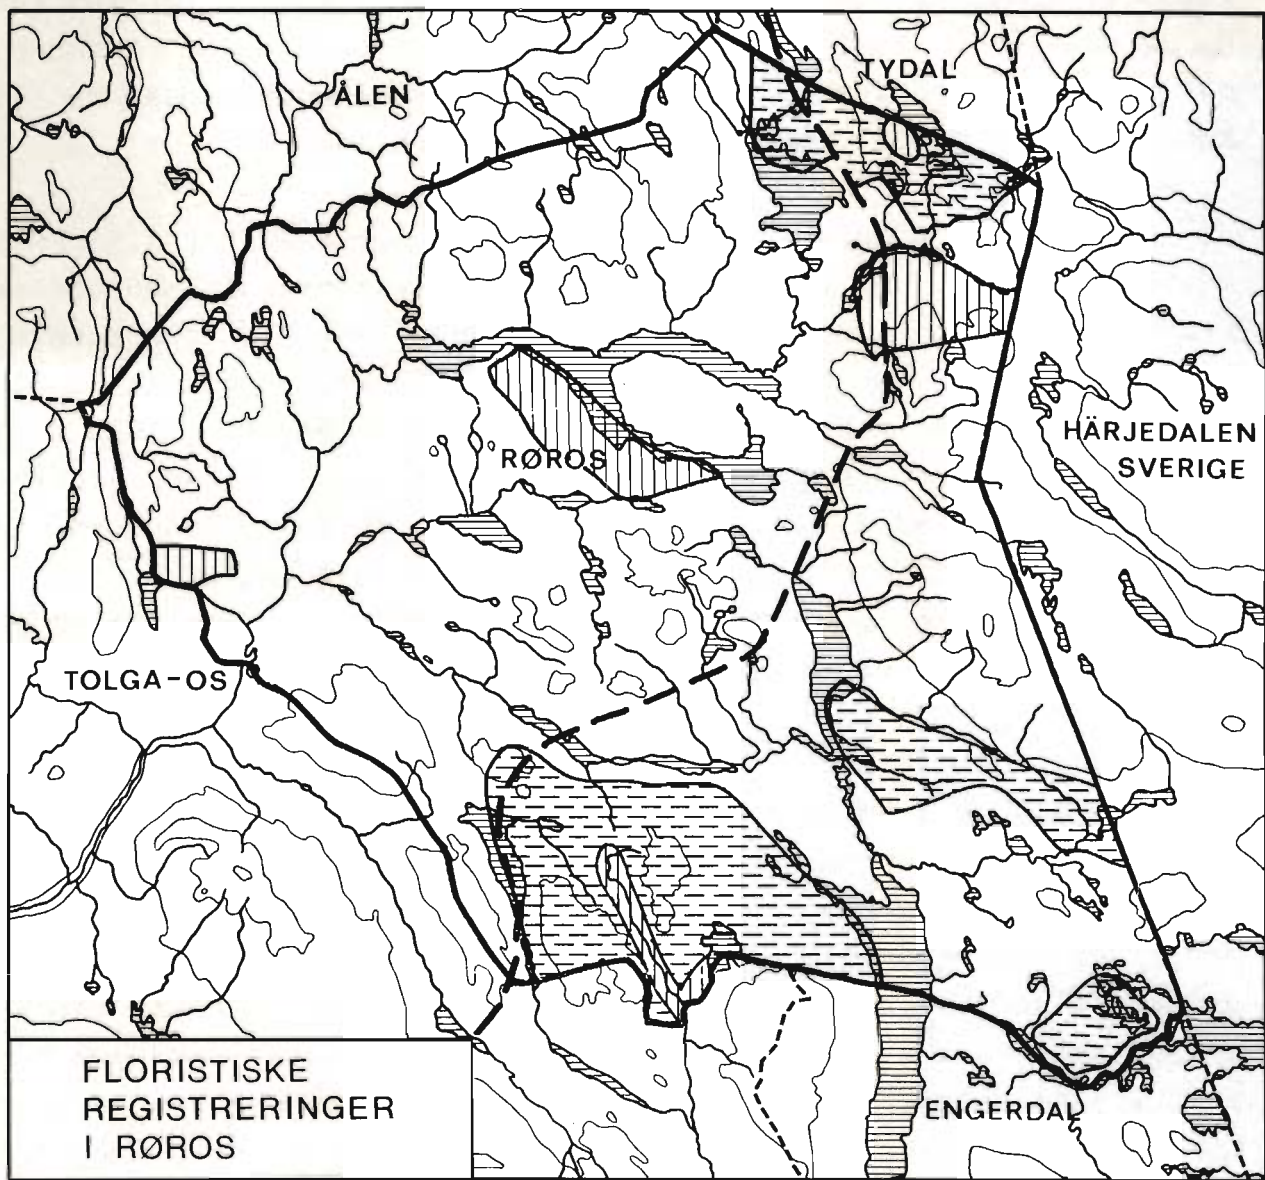 TYDAL
ÅLEN
HÄRJEDALEN
SVERIGE
RØROS
TOLGA-OS
ENGERDAL
FLORISTISKE
REGISTRERINGER
I RØROS